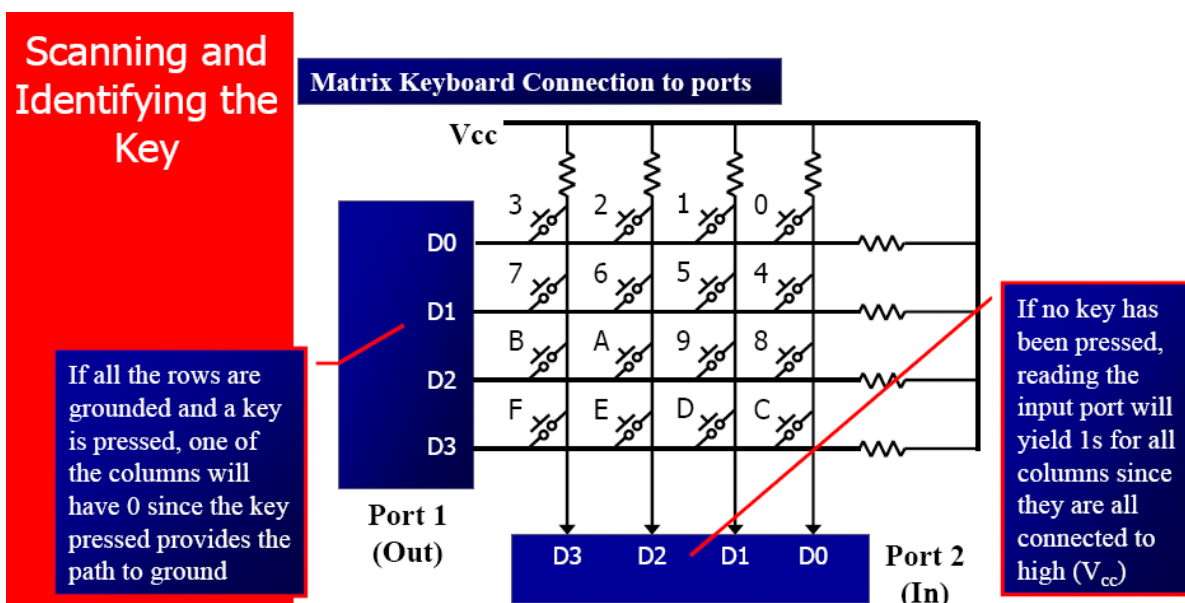 Scanning and
Identifying the
Key
Matrix Keyboard Connection to ports
Vcc
3 2 1 0
D0
7 6 5 4
D1
B A 9 8
D2
F E D C
D3
Port 1
(Out)
D3 D2 D1 D0
Port 2
(In)
If all the rows are
grounded and a key
is pressed, one of
the columns will
have 0 since the key
pressed provides the
path to ground
If no key has
been pressed,
reading the
input port will
yield 1s for all
columns since
they are all
connected to
high (Vcc)